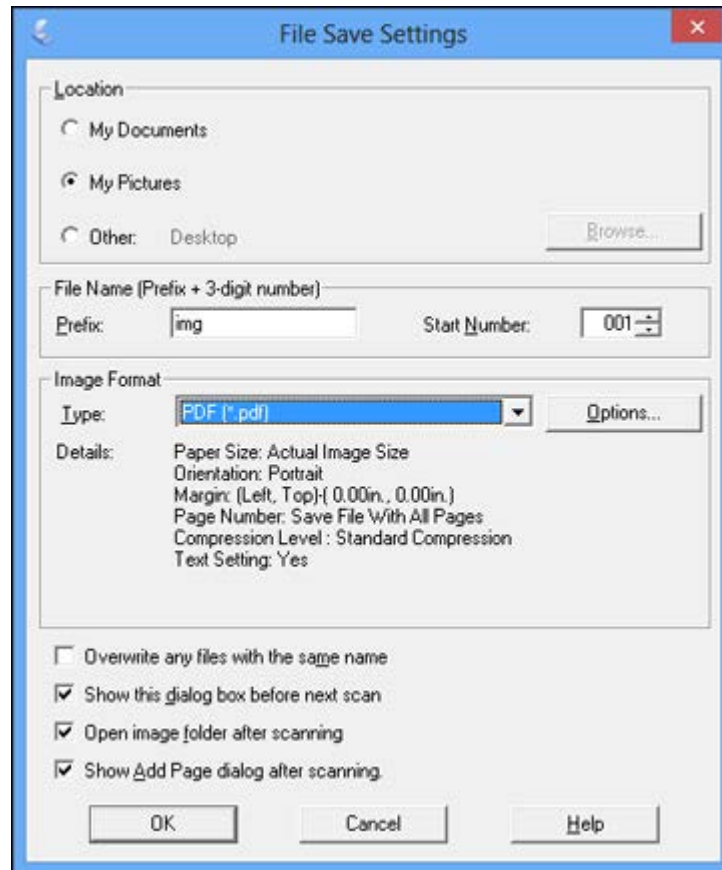 File Save Settings
Location
My Documents
My Pictures
Other: Desktop Browse...
File Name (Prefix + 3-digit number)
Prefix: img Start Number: 001
Image Format
Type: PDF (*.pdf) Options...
Details: Paper Size: Actual Image Size
Orientation: Portrait
Margin: (Left, Top)-( 0.00in., 0.00in.)
Page Number: Save File With All Pages
Compression Level : Standard Compression
Text Setting: Yes
Overwrite any files with the same name
Show this dialog box before next scan
Open image folder after scanning
Show Add Page dialog after scanning.
OK Cancel Help